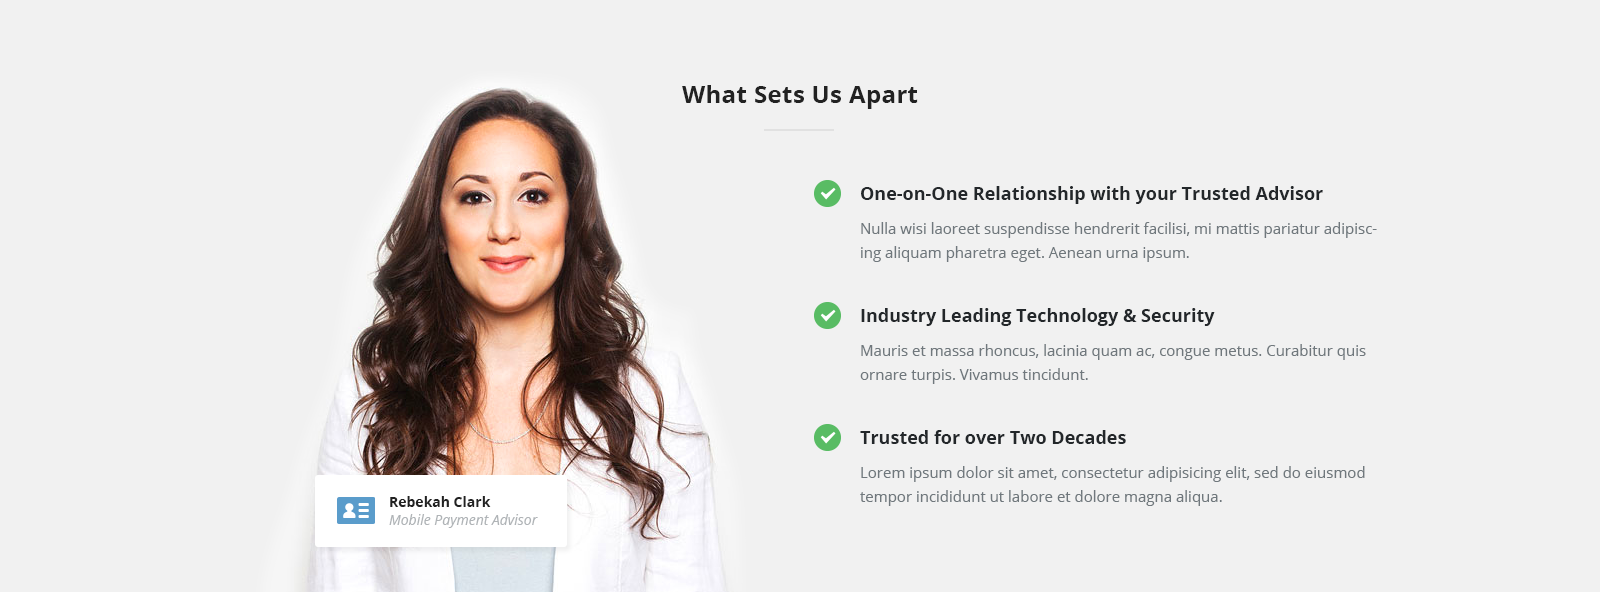 What Sets Us Apart
One-on-One Relationship with your Trusted Advisor
Nulla wisi laoreet suspendisse hendrerit facilisi, mi mattis pariatur adipisc-
ing aliquam pharetra eget. Aenean urna ipsum.
Industry Leading Technology & Security
Mauris et massa rhoncus, lacinia quam ac, congue metus. Curabitur quis
ornare turpis. Vivamus tincidunt.
Trusted for over Two Decades
Lorem ipsum dolor sit amet, consectetur adipisicing elit, sed do eiusmod
tempor incididunt ut labore et dolore magna aliqua.
Rebekah Clark
Mobile Payment Advisor